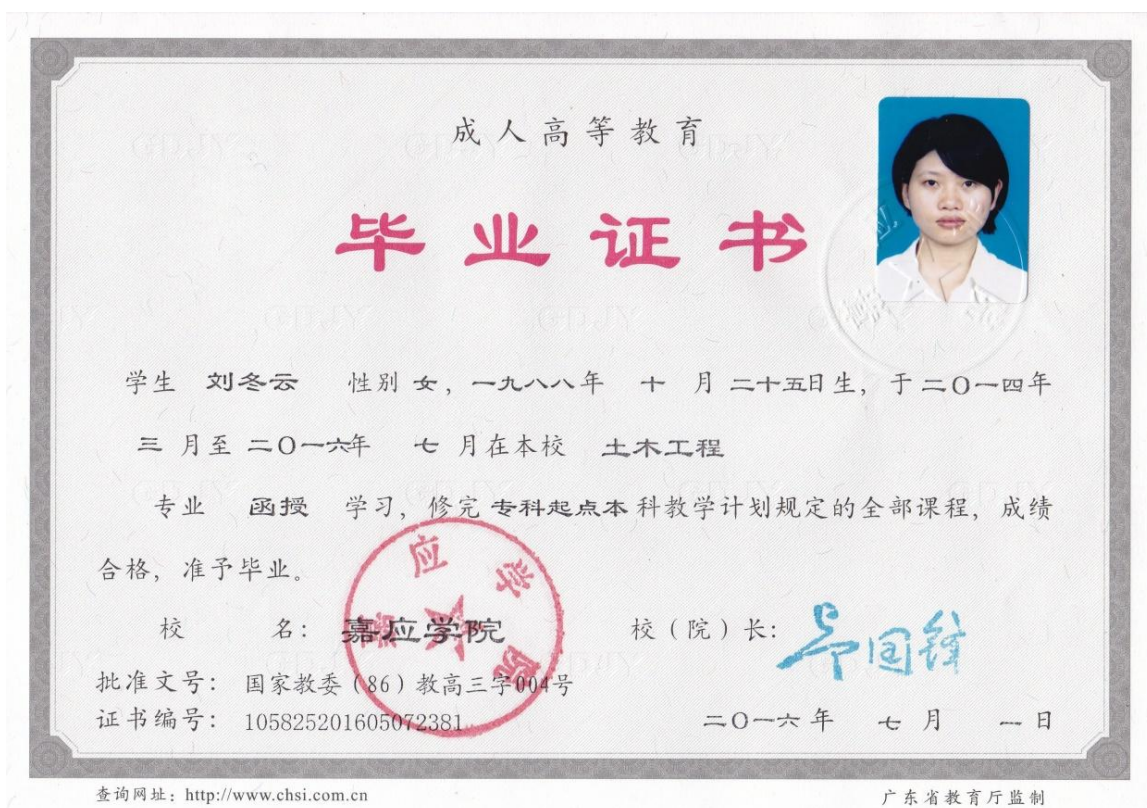 成人高等教育
毕业证书
学生 刘冬云 性别 女，一九八八年 十 月 二十五日生，于 二〇一四年
三 月至 二〇一六年 七 月在本校 土木工程
专业 函授 学习，修完 专科起点本 科教学计划规定的全部课程，成绩
合格，准予毕业。
校 名： 嘉应学院 校（院）长：
嘉应学院
批准文号： 国家教委（86）教高三字004号
证书编号： 105825201605072381 二〇一六 年 七 月 一 日
查询网址：http://www.chsi.com.cn 广东省教育厅监制